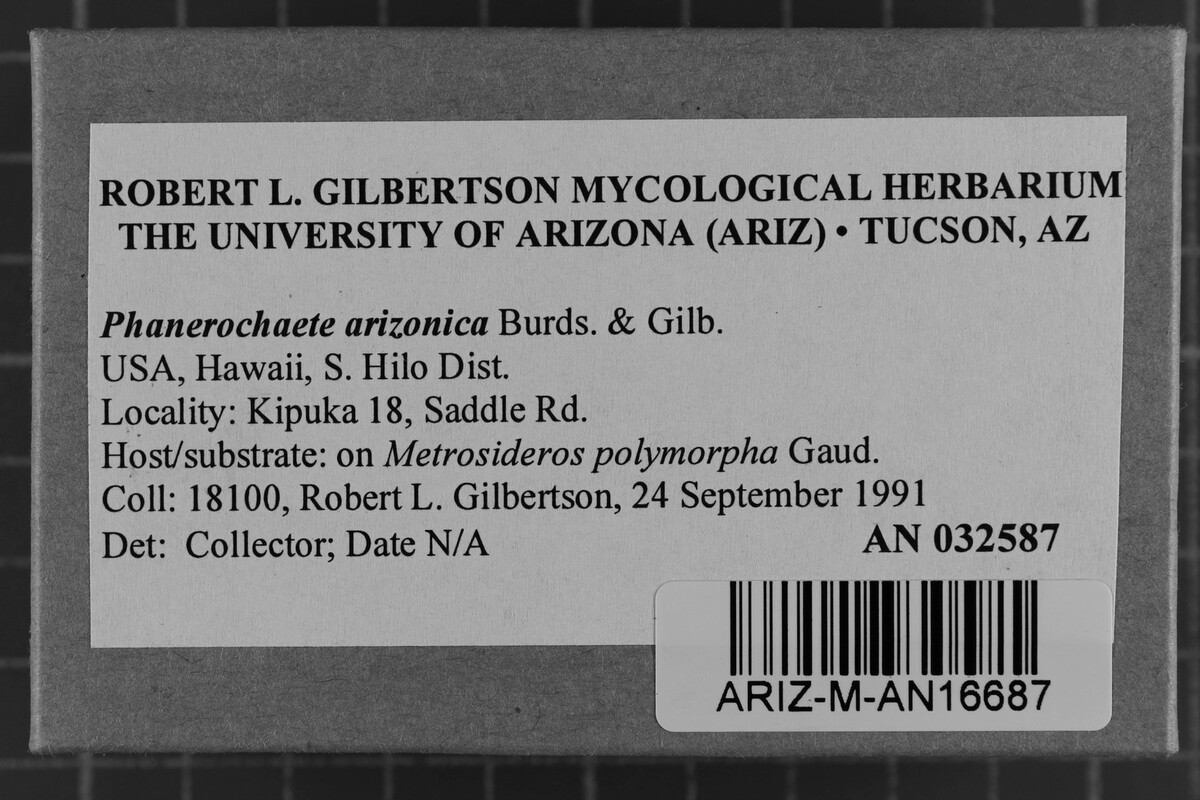 ROBERT L. GILBERTSON MYCOLOGICAL HERBARIUM
THE UNIVERSITY OF ARIZONA (ARIZ) • TUCSON, AZ
Phanerochaete arizonica Burds. & Gilb.
USA, Hawaii, S. Hilo Dist.
Locality: Kipuka 18, Saddle Rd.
Host/substrate: on Metrosideros polymorpha Gaud.
Coll: 18100, Robert L. Gilbertson, 24 September 1991
Det: Collector; Date N/A
AN 032587
ARIZ-M-AN16687